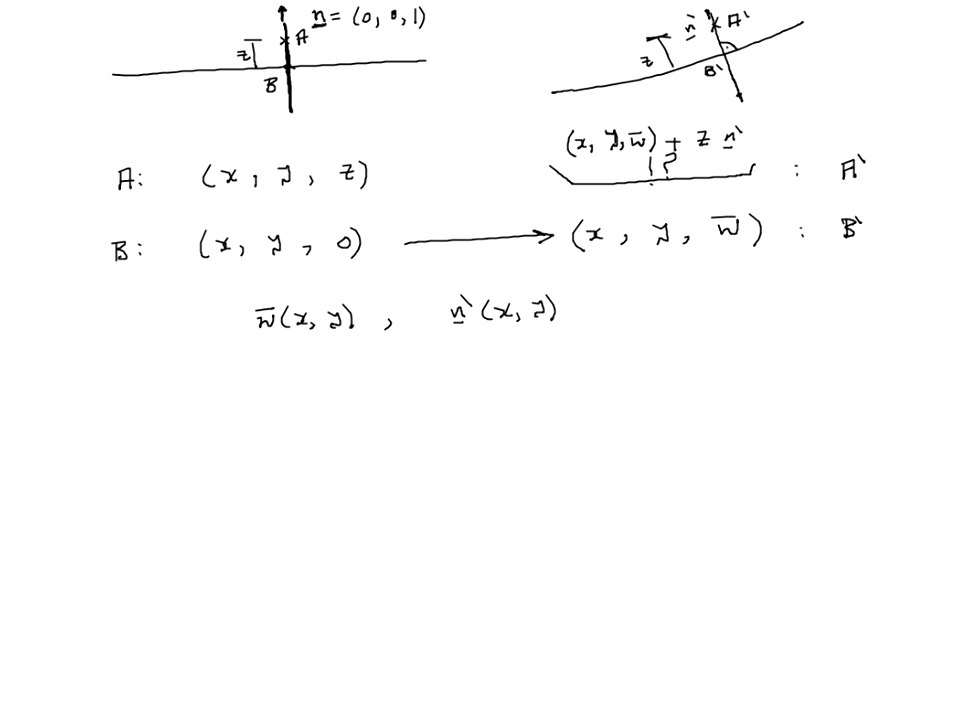 n = (0, 0, 1)
A
z
B
n` A`
z
B`
(x, y, w̅) + z n`
!?
A: (x, y, z) : A`
B: (x, y, 0) ⟶ (x, y, w̅) : B`
w̅(x, y), n`(x, y)